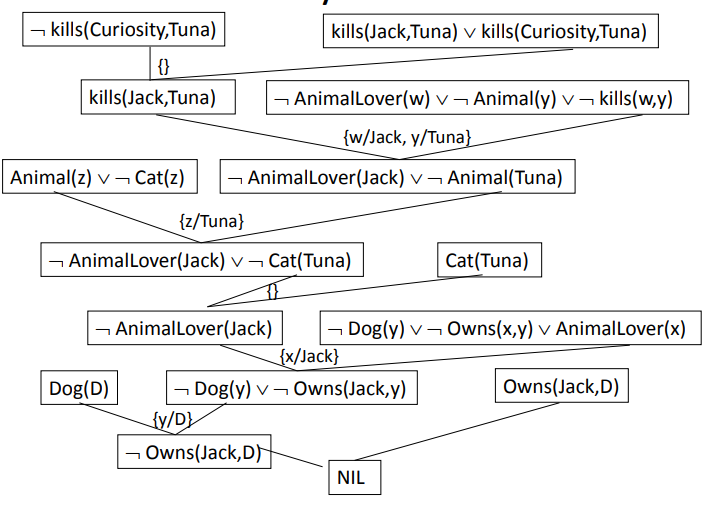 ¬ kills(Curiosity,Tuna)
kills(Jack,Tuna) ∨ kills(Curiosity,Tuna)
{}
kills(Jack,Tuna)
¬ AnimalLover(w) ∨ ¬ Animal(y) ∨ ¬ kills(w,y)
{w/Jack, y/Tuna}
Animal(z) ∨ ¬ Cat(z)
¬ AnimalLover(Jack) ∨ ¬ Animal(Tuna)
{z/Tuna}
¬ AnimalLover(Jack) ∨ ¬ Cat(Tuna)
Cat(Tuna)
{}
¬ AnimalLover(Jack)
¬ Dog(y) ∨ ¬ Owns(x,y) ∨ AnimalLover(x)
{x/Jack}
Dog(D)
¬ Dog(y) ∨ ¬ Owns(Jack,y)
Owns(Jack,D)
{y/D}
¬ Owns(Jack,D)
NIL